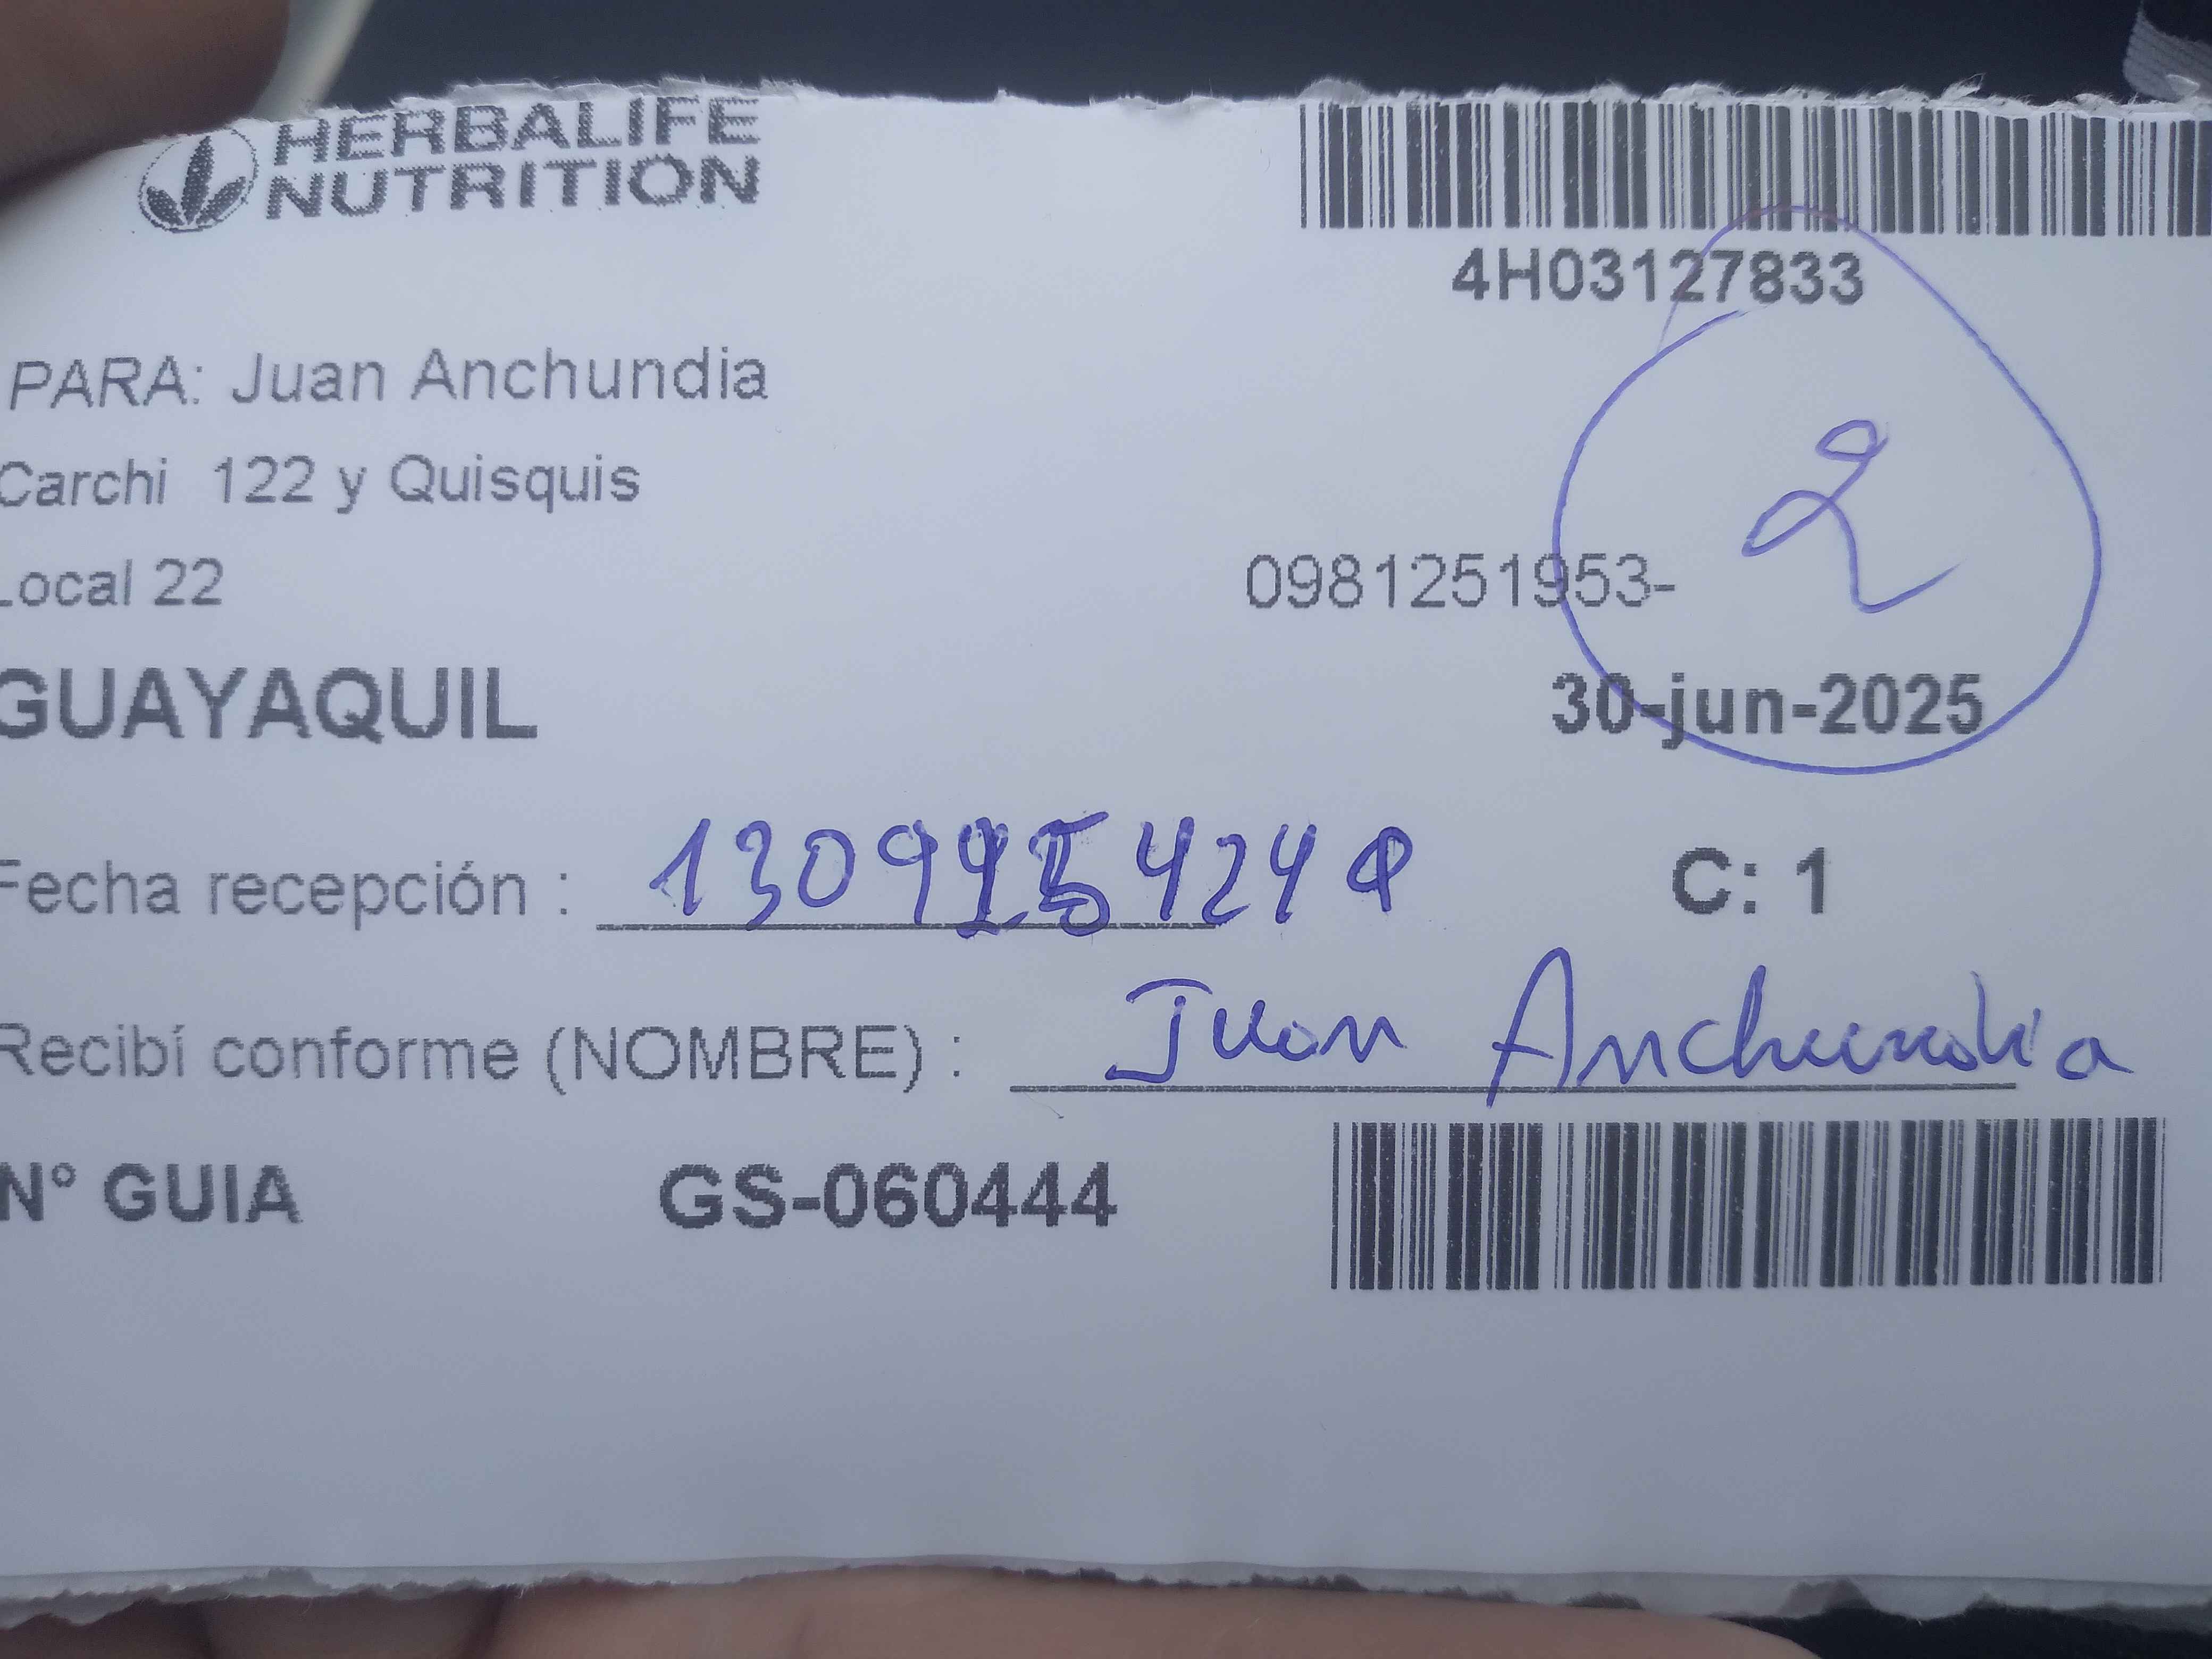 HERBALIFE
NUTRITION
4H03127833
PARA: Juan Anchundia
Carchi 122 y Quisquis
Local 22
0981251953-
2
GUAYAQUIL
30-jun-2025
Fecha recepción :
C: 1
Recibí conforme (NOMBRE) : Juan Anchundia
N° GUIA GS-060444